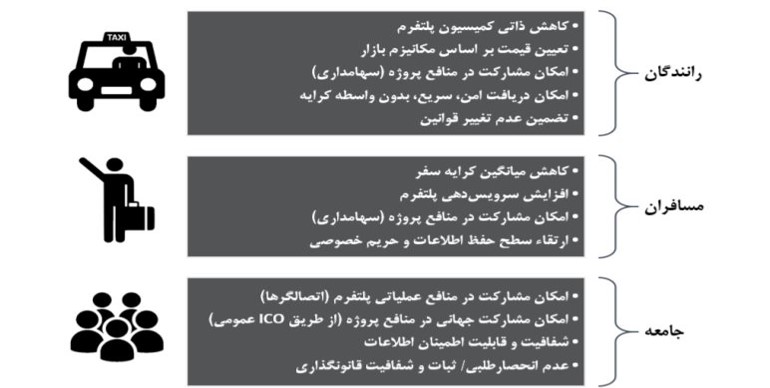 TAXI
رانندگان
• کاهش ذاتی کمیسیون پلتفرم
• تعیین قیمت بر اساس مکانیزم بازار
• امکان مشارکت در منافع پروژه (سهامداری)
• امکان دریافت امن، سریع، بدون واسطه کرایه
• تضمین عدم تغییر قوانین
مسافران
• کاهش میانگین کرایه سفر
• افزایش سرویس‌دهی پلتفرم
• امکان مشارکت در منافع پروژه (سهامداری)
• ارتقاء سطح حفظ اطلاعات و حریم خصوصی
جامعه
• امکان مشارکت در منافع عملیاتی پلتفرم (اتصالگرها)
• امکان مشارکت جهانی در منافع پروژه (از طریق ICO عمومی)
• شفافیت و قابلیت اطمینان اطلاعات
• عدم انحصارطلبی/ ثبات و شفافیت قانونگذاری